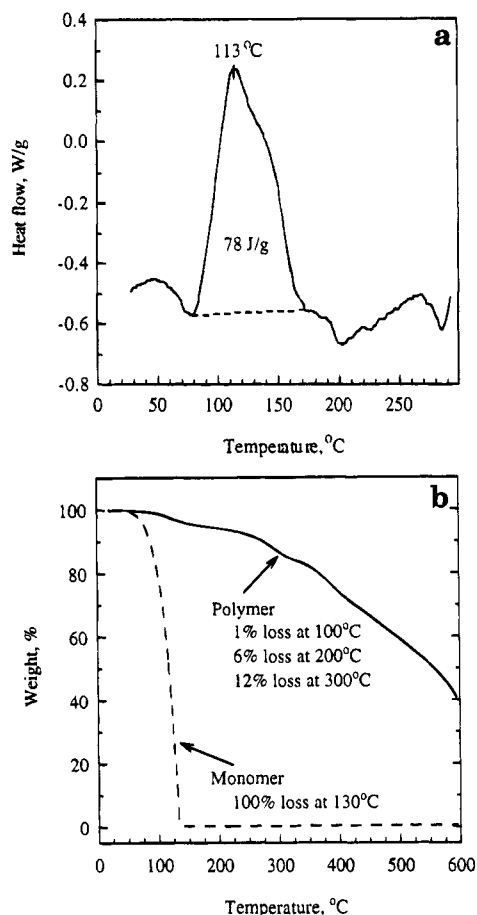 a
0.4
113 °C
0.2
0.0
Heat flow, W/g
-0.2
78 J/g
-0.4
-0.6
-0.8
0 50 100 150 200 250
Temperature, °C
b
100
80
Polymer
1% loss at 100°C
6% loss at 200°C
12% loss at 300°C
60
Weight, %
40
20
Monomer
100% loss at 130°C
0
0 100 200 300 400 500 600
Temperature, °C